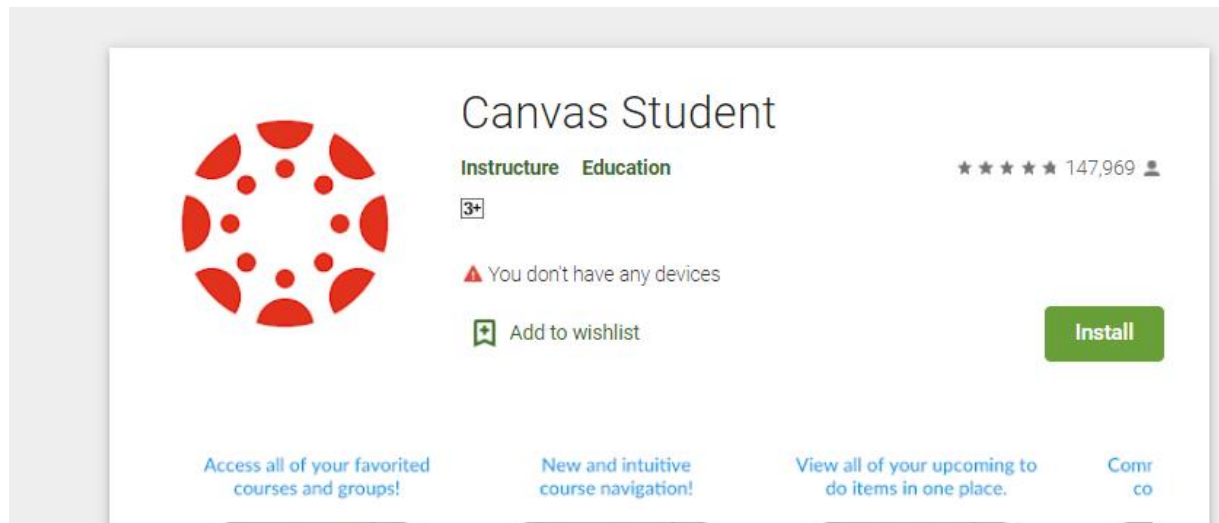 Canvas Student
Instructure Education 147,969
3+
You don't have any devices
Add to wishlist
Install
Access all of your favorited
courses and groups!
New and intuitive
course navigation!
View all of your upcoming to
do items in one place.
Comr
co